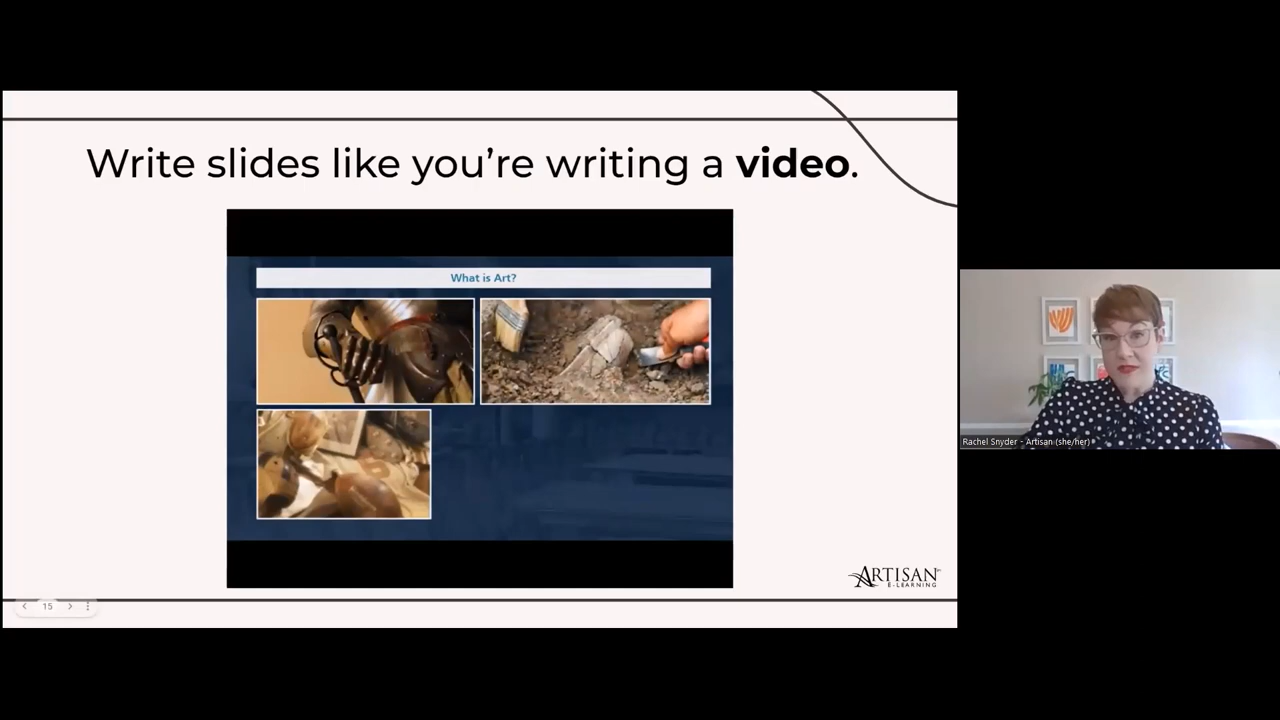 Write slides like you're writing a video.
What is Art?
ARTISAN
E-LEARNING
15
Rachel Snyder - Artisan (she/her)